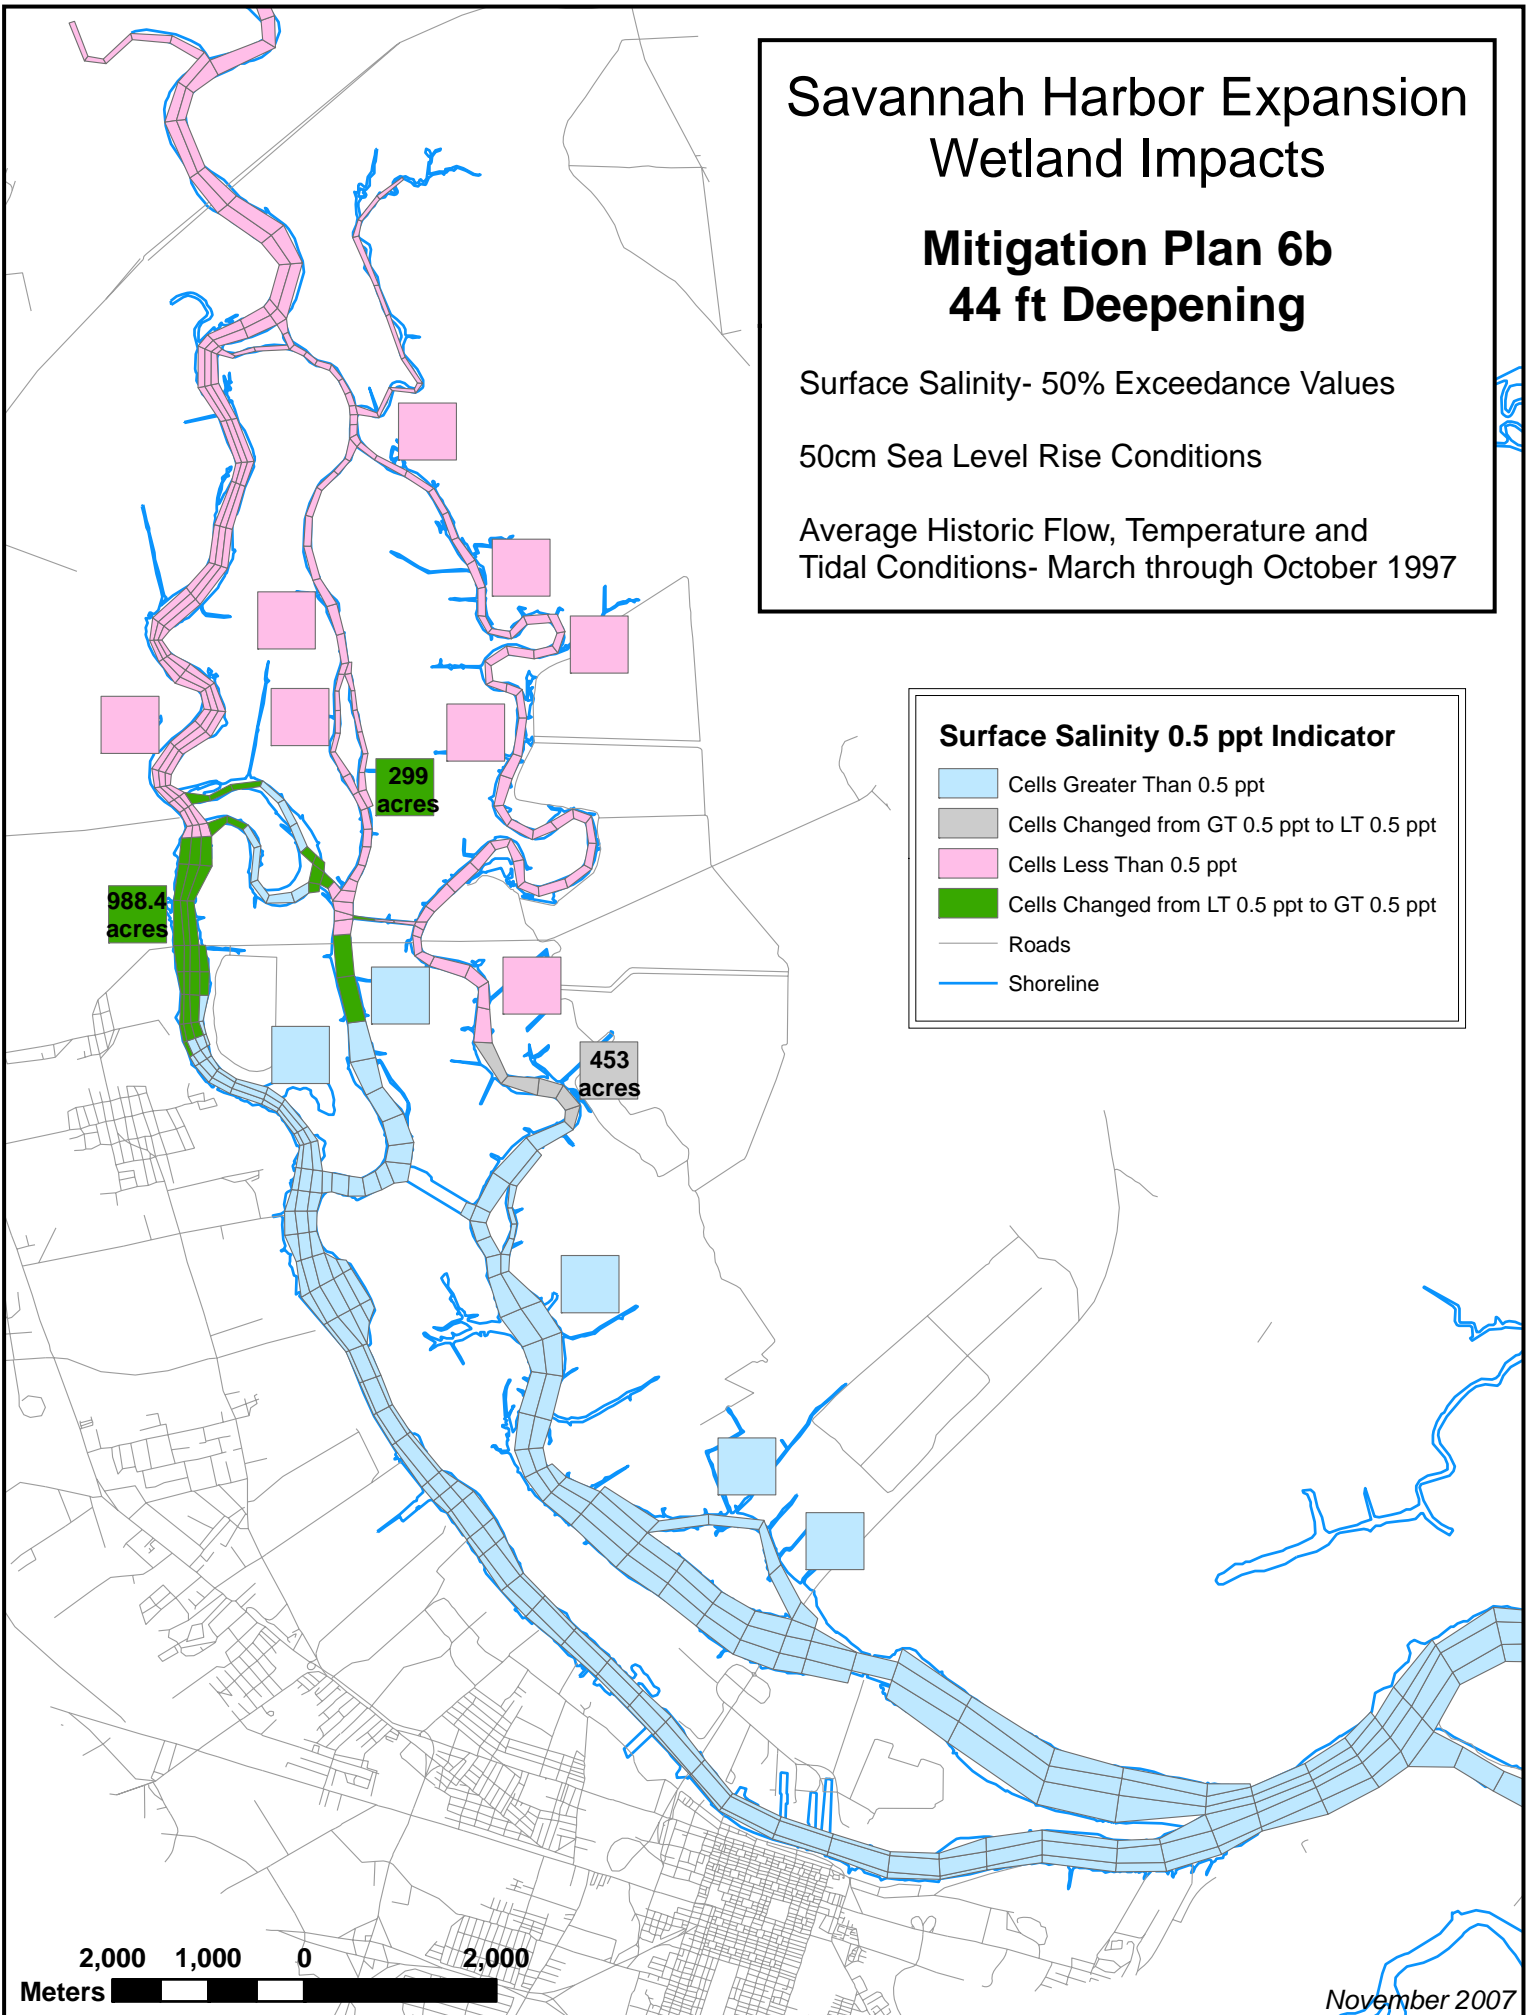 Savannah Harbor Expansion
Wetland Impacts
Mitigation Plan 6b
44 ft Deepening
Surface Salinity- 50% Exceedance Values
50cm Sea Level Rise Conditions
Average Historic Flow, Temperature and
Tidal Conditions- March through October 1997
Surface Salinity 0.5 ppt Indicator
Cells Greater Than 0.5 ppt
Cells Changed from GT 0.5 ppt to LT 0.5 ppt
Cells Less Than 0.5 ppt
Cells Changed from LT 0.5 ppt to GT 0.5 ppt
Roads
Shoreline
299
acres
988.4
acres
453
acres
2,000 1,000 0 2,000
Meters
November 2007